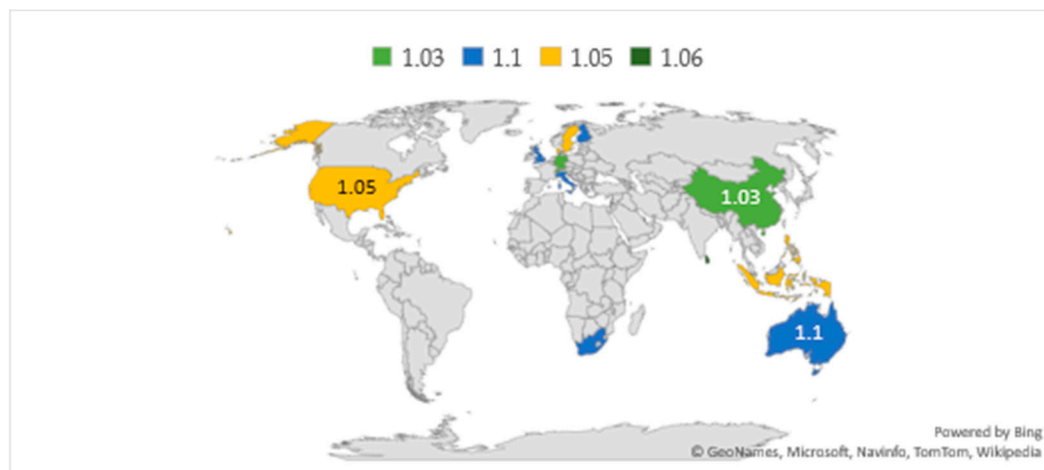 1.03 1.1 1.05 1.06
1.05
1.03
1.1
Powered by Bing
© GeoNames, Microsoft, Navinfo, TomTom, Wikipedia